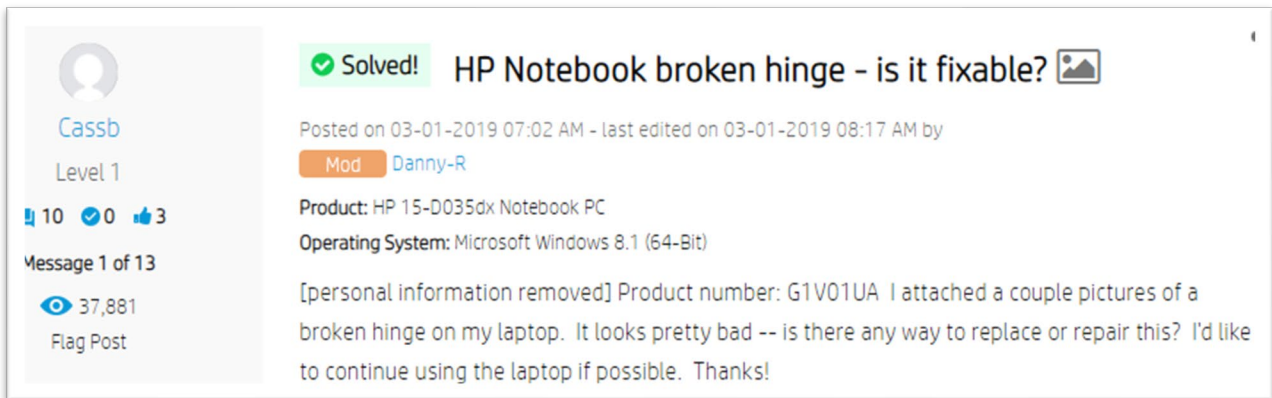 Cassb
Level 1
10 0 3
Message 1 of 13
37,881
Flag Post
Solved! HP Notebook broken hinge - is it fixable?
Posted on 03-01-2019 07:02 AM - last edited on 03-01-2019 08:17 AM by
Mod Danny-R
Product: HP 15-D035dx Notebook PC
Operating System: Microsoft Windows 8.1 (64-Bit)
[personal information removed] Product number: G1V01UA I attached a couple pictures of a
broken hinge on my laptop. It looks pretty bad -- is there any way to replace or repair this? I'd like
to continue using the laptop if possible. Thanks!